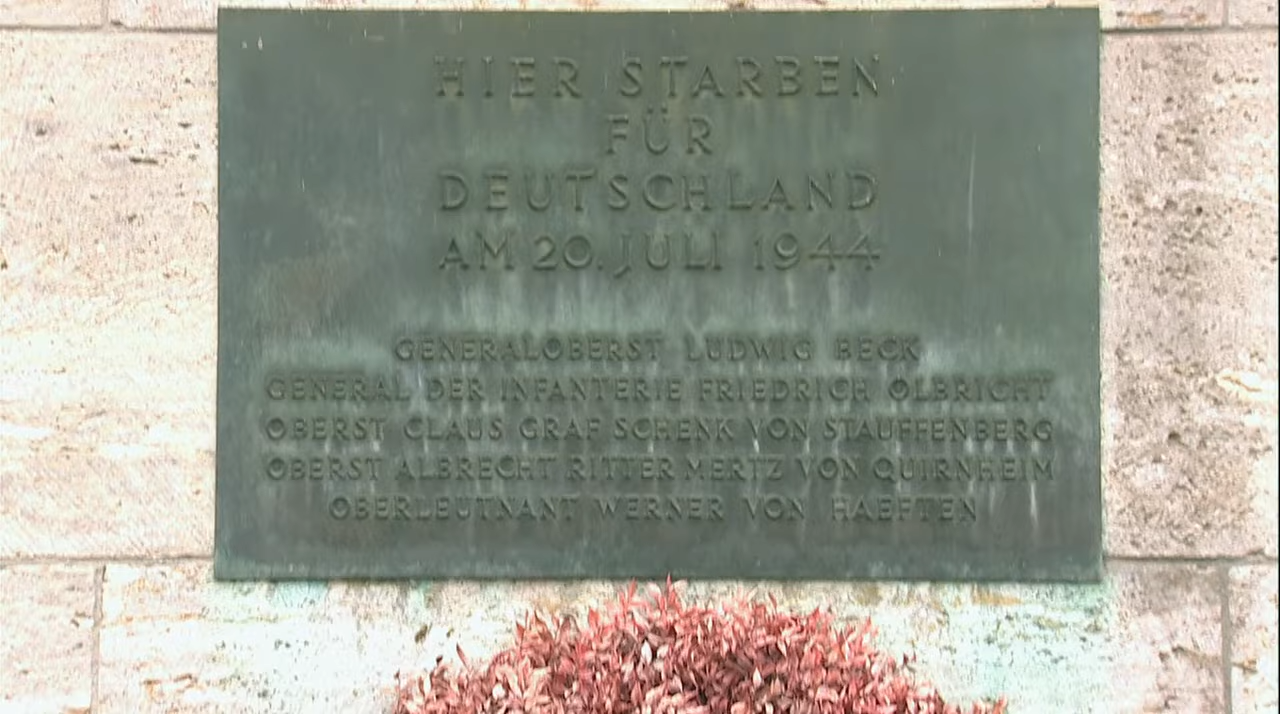 HIER STARBEN
FÜR
DEUTSCHLAND
AM 20. JULI 1944
GENERALOBERST LUDWIG BECK
GENERAL DER INFANTERIE FRIEDRICH OLBRICHT
OBERST CLAUS GRAF SCHENK VON STAUFFENBERG
OBERST ALBRECHT RITTER MERTZ VON QUIRNHEIM
OBERLEUTNANT WERNER VON HAEFTEN